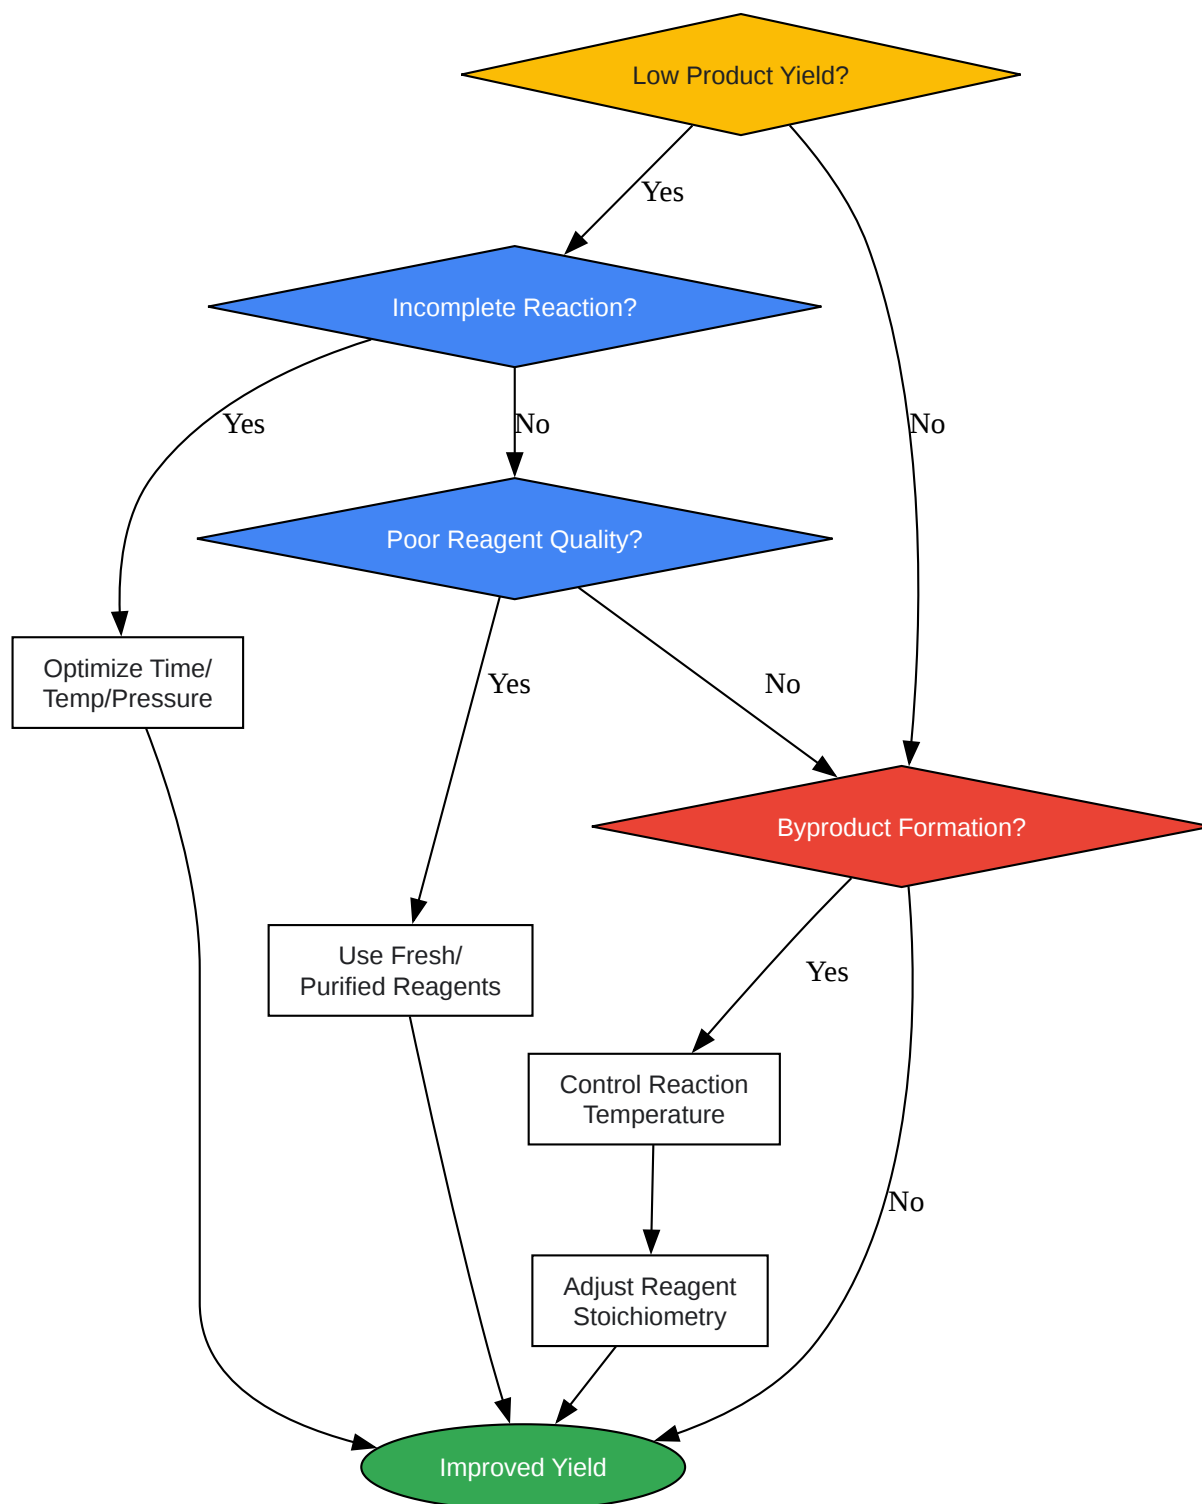 Low Product Yield?
Yes
Incomplete Reaction?
Yes
No
No
Poor Reagent Quality?
Optimize Time/
Temp/Pressure
Yes
No
Byproduct Formation?
Use Fresh/
Purified Reagents
Yes
Control Reaction
Temperature
No
Adjust Reagent
Stoichiometry
Improved Yield